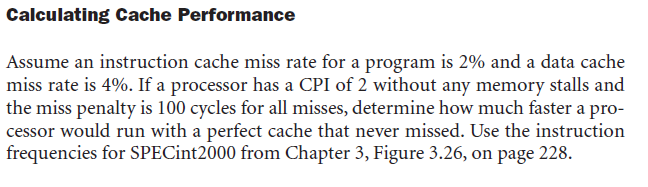 Calculating Cache Performance
Assume an instruction cache miss rate for a program is 2% and a data cache
miss rate is 4%. If a processor has a CPI of 2 without any memory stalls and
the miss penalty is 100 cycles for all misses, determine how much faster a pro-
cessor would run with a perfect cache that never missed. Use the instruction
frequencies for SPECint2000 from Chapter 3, Figure 3.26, on page 228.